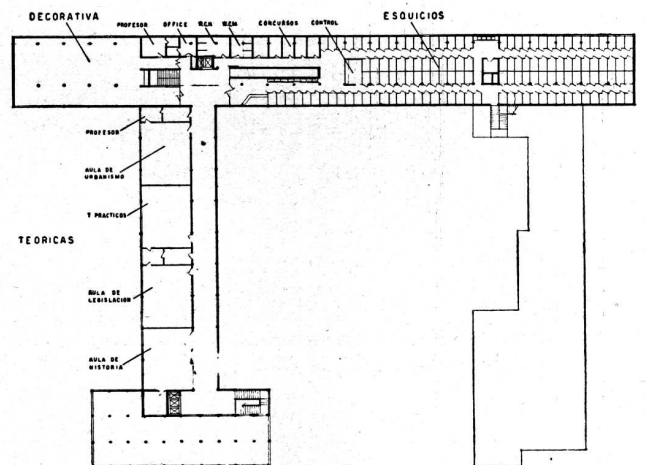 DECORATIVA
PROFESOR
OFFICE
W.C.H.
W.C.M.
CONCURSOS
CONTROL
ESQUICIOS
PROFESOR
AULA DE
URBANISMO
T PRACTICOS
TEORICAS
AULA DE
LEGISLACION
AULA DE
HISTORIA